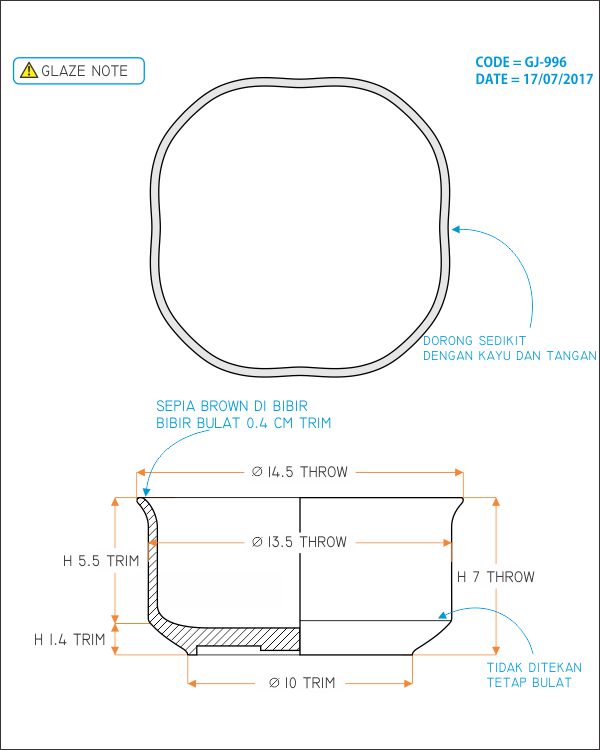 GLAZE NOTE
CODE = GJ-996
DATE = 17/07/2017
DORONG SEDIKIT
DENGAN KAYU DAN TANGAN
SEPIA BROWN DI BIBIR
BIBIR BULAT 0.4 CM TRIM
Ø 14.5 THROW
Ø 13.5 THROW
H 5.5 TRIM
H 7 THROW
H 1.4 TRIM
TIDAK DITEKAN
TETAP BULAT
Ø 10 TRIM